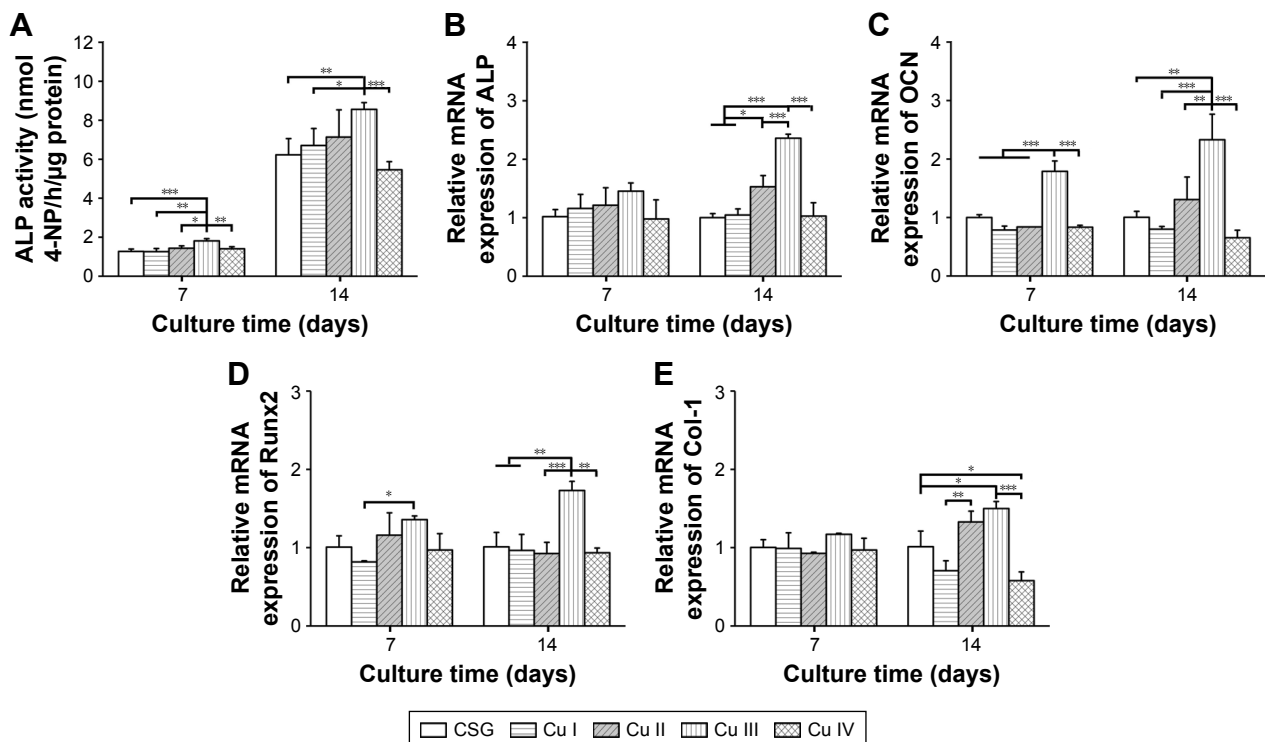 A
ALP activity (nmol
4-NP/h/µg protein)
12
10
8
6
4
2
0
***
**
*
**
**
*
***
7
14
Culture time (days)
B
Relative mRNA
expression of ALP
4
3
2
1
0
***
***
*
***
7
14
Culture time (days)
C
Relative mRNA
expression of OCN
4
3
2
1
0
***
***
**
***
**
***
7
14
Culture time (days)
D
Relative mRNA
expression of Runx2
3
2
1
0
*
**
***
**
7
14
Culture time (days)
E
Relative mRNA
expression of Col-1
3
2
1
0
*
*
**
***
7
14
Culture time (days)
CSG Cu I Cu II Cu III Cu IV